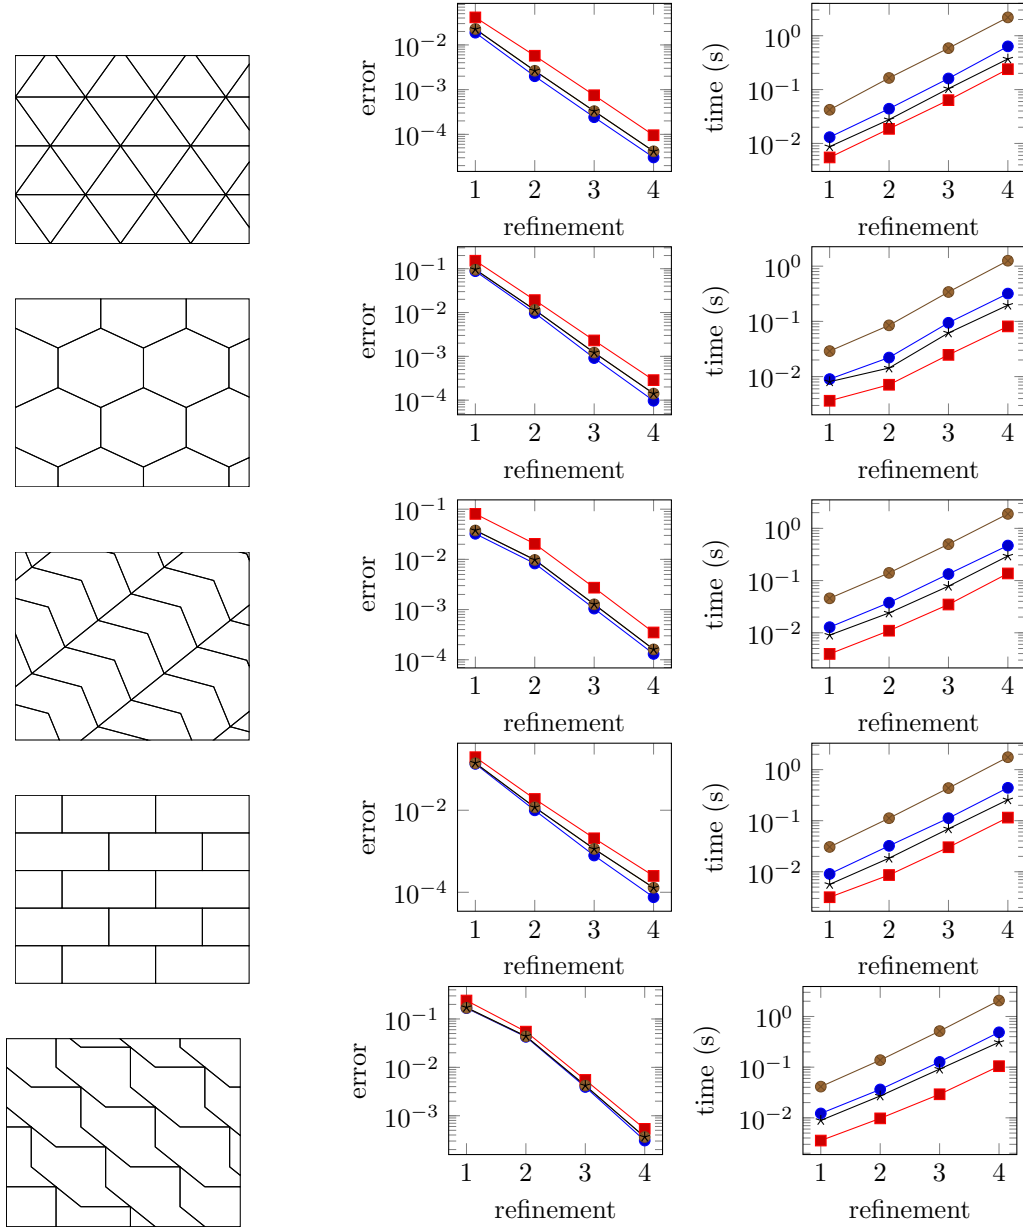 10^{-2}
10^{-3}
10^{-4}
error
1 2 3 4
refinement
10^{0}
10^{-1}
10^{-2}
time (s)
1 2 3 4
refinement
10^{-1}
10^{-2}
10^{-3}
10^{-4}
error
1 2 3 4
refinement
10^{0}
10^{-1}
10^{-2}
time (s)
1 2 3 4
refinement
10^{-1}
10^{-2}
10^{-3}
10^{-4}
error
1 2 3 4
refinement
10^{0}
10^{-1}
10^{-2}
time (s)
1 2 3 4
refinement
10^{-2}
10^{-4}
error
1 2 3 4
refinement
10^{0}
10^{-1}
10^{-2}
time (s)
1 2 3 4
refinement
10^{-1}
10^{-2}
10^{-3}
error
1 2 3 4
refinement
10^{0}
10^{-1}
10^{-2}
time (s)
1 2 3 4
refinement